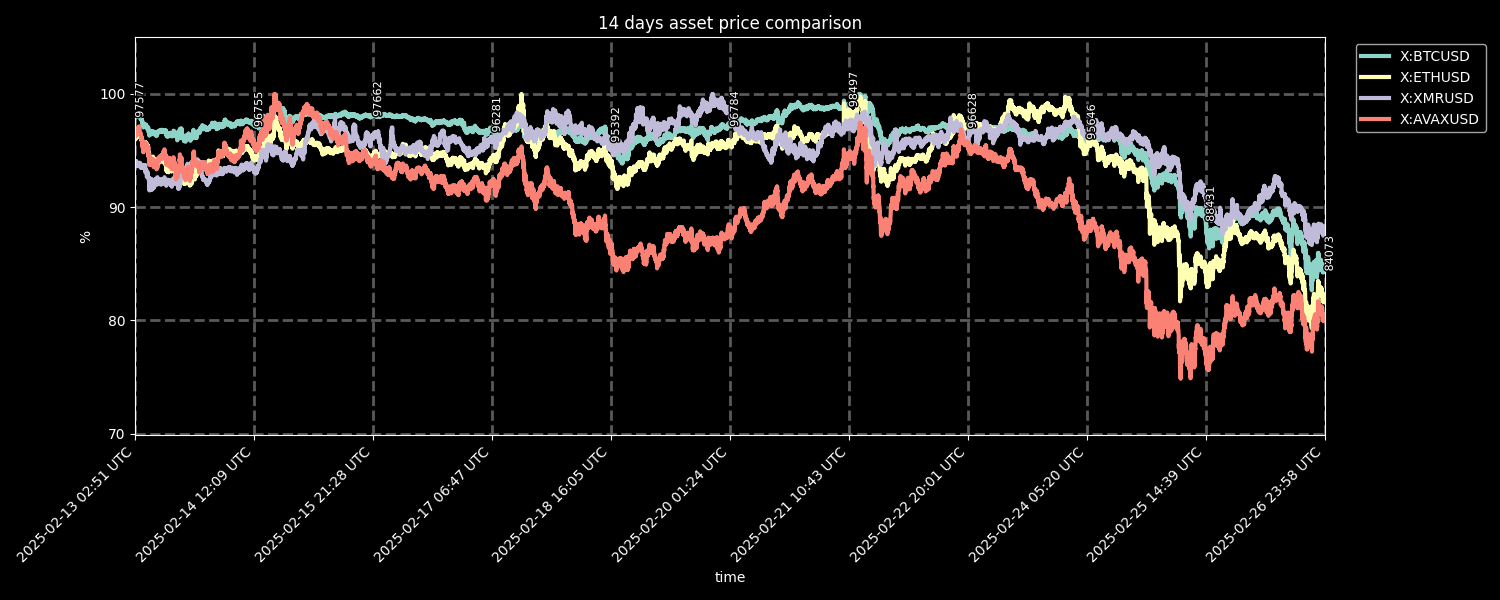 14 days asset price comparison
X:BTCUSD
X:ETHUSD
X:XMRUSD
X:AVAXUSD
%
100
90
80
70
97577
96755
97662
96281
95392
96784
98497
96628
95646
88431
84073
2025-02-13 02:51 UTC
2025-02-14 12:09 UTC
2025-02-15 21:28 UTC
2025-02-17 06:47 UTC
2025-02-18 16:05 UTC
2025-02-20 01:24 UTC
2025-02-21 10:43 UTC
2025-02-22 20:01 UTC
2025-02-24 05:20 UTC
2025-02-25 14:39 UTC
2025-02-26 23:58 UTC
time